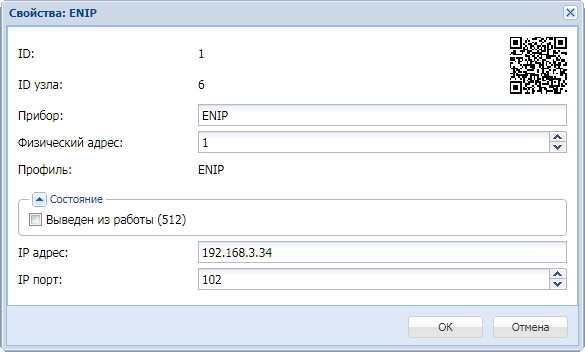 Свойства: ENIP
ID: 1
ID узла: 6
Прибор: ENIP
Физический адрес: 1
Профиль: ENIP
Состояние
Выведен из работы (512)
IP адрес: 192.168.3.34
IP порт: 102
OK Отмена